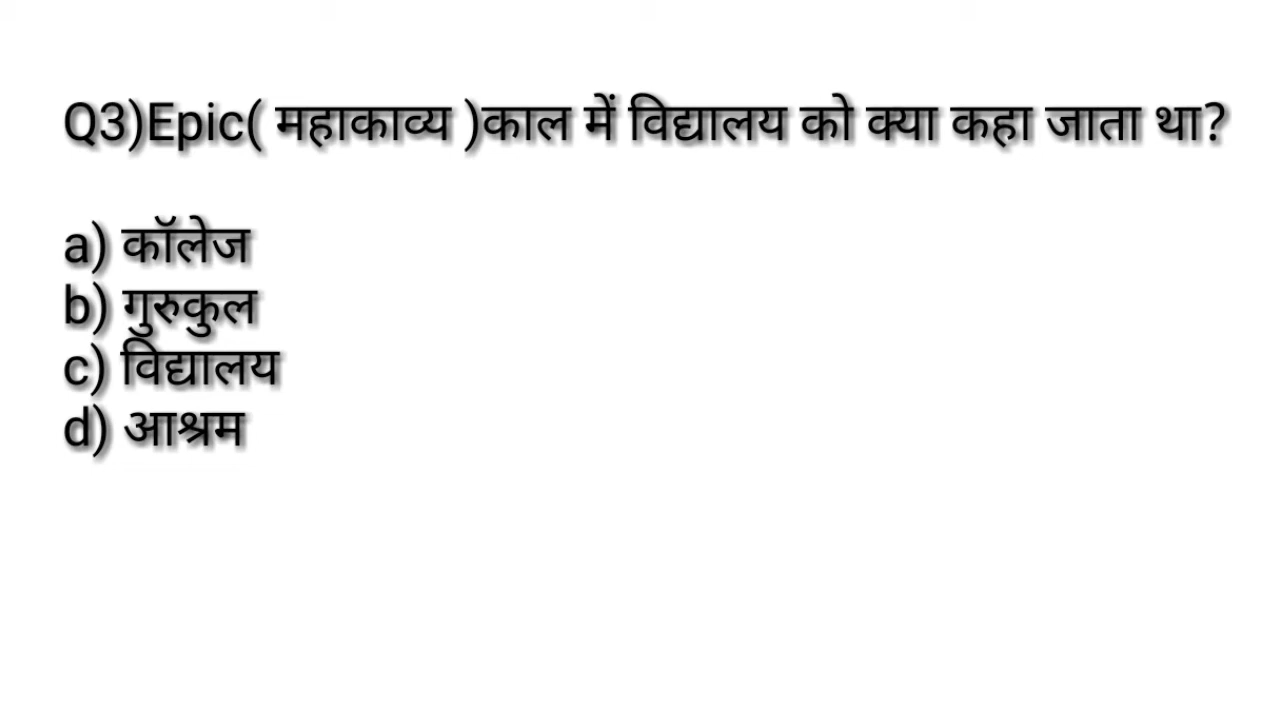 Q3)Epic( महाकाव्य )काल में विद्यालय को क्या कहा जाता था?
a) कॉलेज
b) गुरुकुल
c) विद्यालय
d) आश्रम